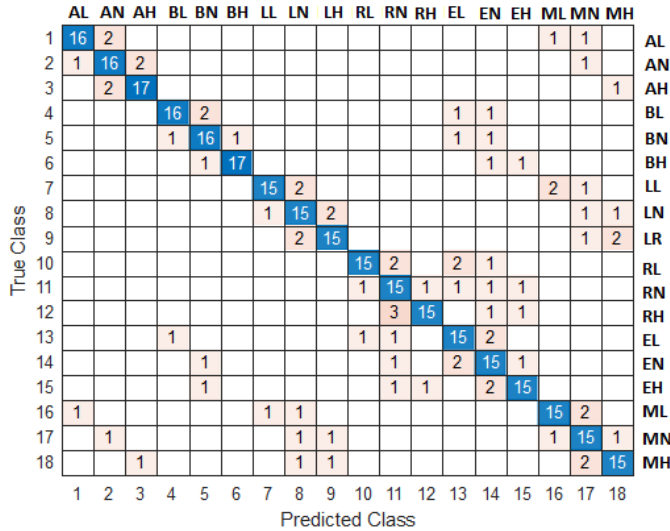 AL AN AH BL BN BH LL LN LH RL RN RH EL EN EH ML MN MH
1 16 2 1 1 AL
2 1 16 2 1 AN
3 2 17 1 AH
4 16 2 1 1 BL
5 1 16 1 1 1 BN
6 1 17 1 1 BH
7 15 2 2 1 LL
8 1 15 2 1 1 LN
9 2 15 1 2 LR
10 15 2 2 1 RL
11 1 15 1 1 1 1 RN
12 3 15 1 1 RH
13 1 1 1 15 2 EL
14 1 1 2 15 1 EN
15 1 1 1 2 15 EH
16 1 1 1 15 2 ML
17 1 1 1 1 15 1 MN
18 1 1 1 2 15 MH
1 2 3 4 5 6 7 8 9 10 11 12 13 14 15 16 17 18
Predicted Class
True Class